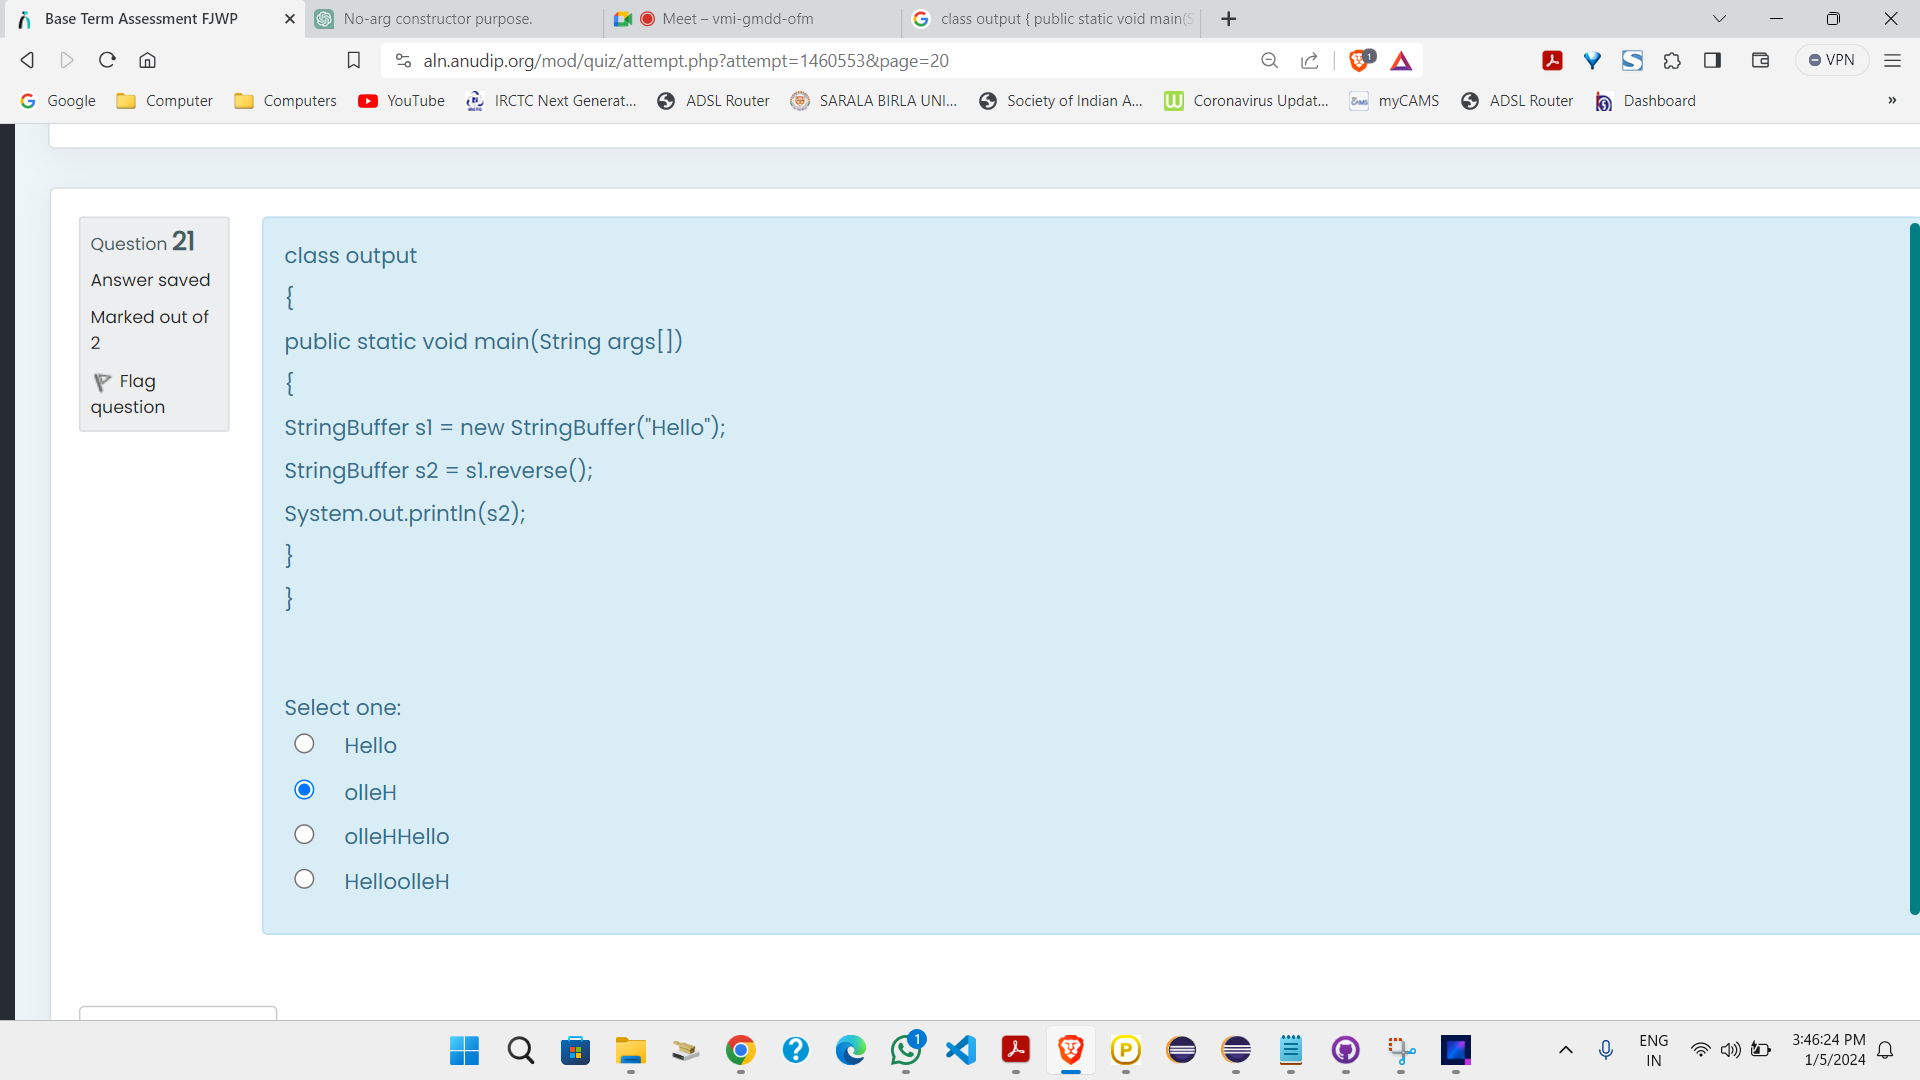 Base Term Assessment FJWP
No-arg constructor purpose.
Meet – vmi-gmdd-ofm
class output { public static void main(S
aln.anudip.org/mod/quiz/attempt.php?attempt=1460553&page=20
1
VPN
Google
Computer
Computers
YouTube
IRCTC Next Generat...
ADSL Router
SARALA BIRLA UNI...
Society of Indian A...
Coronavirus Updat...
myCAMS
ADSL Router
Dashboard
»
Question 21
Answer saved
Marked out of
2
Flag
question
class output
{
public static void main(String args[])
{
StringBuffer s1 = new StringBuffer("Hello");
StringBuffer s2 = s1.reverse();
System.out.println(s2);
}
}
Select one:
Hello
olleH
olleHHello
HelloolleH
1
ENG
IN
3:46:24 PM
1/5/2024